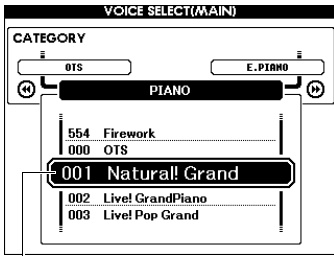 VOICE SELECT(MAIN)
CATEGORY
OTS
E.PIANO
PIANO
554 Firework
000 OTS
001 Natural! Grand
002 Live! GrandPiano
003 Live! Pop Grand